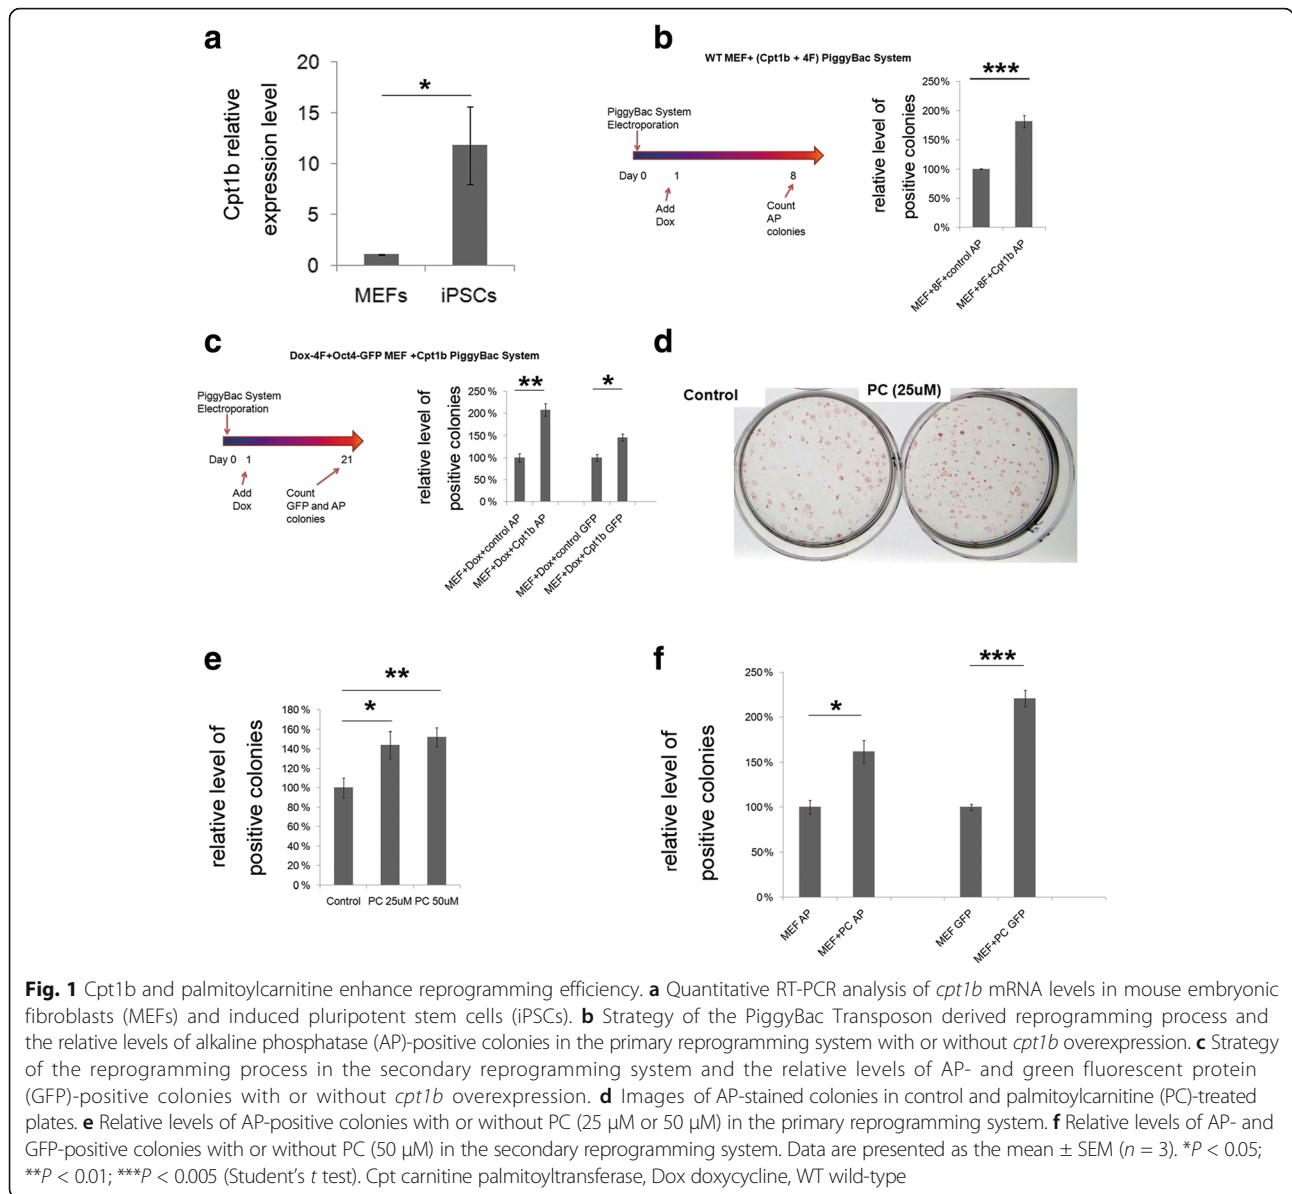 a
20
15
10
5
0
Cpt1b relative
expression level
*
MEFs
iPSCs
b
WT MEF+ (Cpt1b + 4F) PiggyBac System
PiggyBac System
Electroporation
Day 0
1
8
Add
Dox
Count
AP
colonies
relative level of
positive colonies
250%
200%
150%
100%
50%
0%
***
MEF+8F+control AP
MEF+8F+Cpt1b AP
c
Dox-4F+Oct4-GFP MEF +Cpt1b PiggyBac System
PiggyBac System
Electroporation
Day 0
1
21
Add
Dox
Count
GFP and AP
colonies
relative level of
positive colonies
250 %
200 %
150 %
100 %
50 %
0 %
**
*
MEF+Dox+control AP
MEF+Dox+Cpt1b AP
MEF+Dox+control GFP
MEF+Dox+Cpt1b GFP
d
Control
PC (25uM)
e
relative level of
positive colonies
180 %
160 %
140 %
120 %
100 %
80 %
60 %
40 %
20 %
0 %
*
**
Control
PC 25uM
PC 50uM
f
relative level of
positive colonies
250 %
200 %
150 %
100 %
50 %
0 %
*
***
MEF AP
MEF+PC AP
MEF GFP
MEF+PC GFP
Fig. 1 Cpt1b and palmitoylcarnitine enhance reprogramming efficiency. a Quantitative RT-PCR analysis of cpt1b mRNA levels in mouse embryonic
fibroblasts (MEFs) and induced pluripotent stem cells (iPSCs). b Strategy of the PiggyBac Transposon derived reprogramming process and
the relative levels of alkaline phosphatase (AP)-positive colonies in the primary reprogramming system with or without cpt1b overexpression. c Strategy
of the reprogramming process in the secondary reprogramming system and the relative levels of AP- and green fluorescent protein
(GFP)-positive colonies with or without cpt1b overexpression. d Images of AP-stained colonies in control and palmitoylcarnitine (PC)-treated
plates. e Relative levels of AP-positive colonies with or without PC (25 μM or 50 μM) in the primary reprogramming system. f Relative levels of AP- and
GFP-positive colonies with or without PC (50 μM) in the secondary reprogramming system. Data are presented as the mean ± SEM (n = 3). *P < 0.05;
**P < 0.01; ***P < 0.005 (Student's t test). Cpt carnitine palmitoyltransferase, Dox doxycycline, WT wild-type